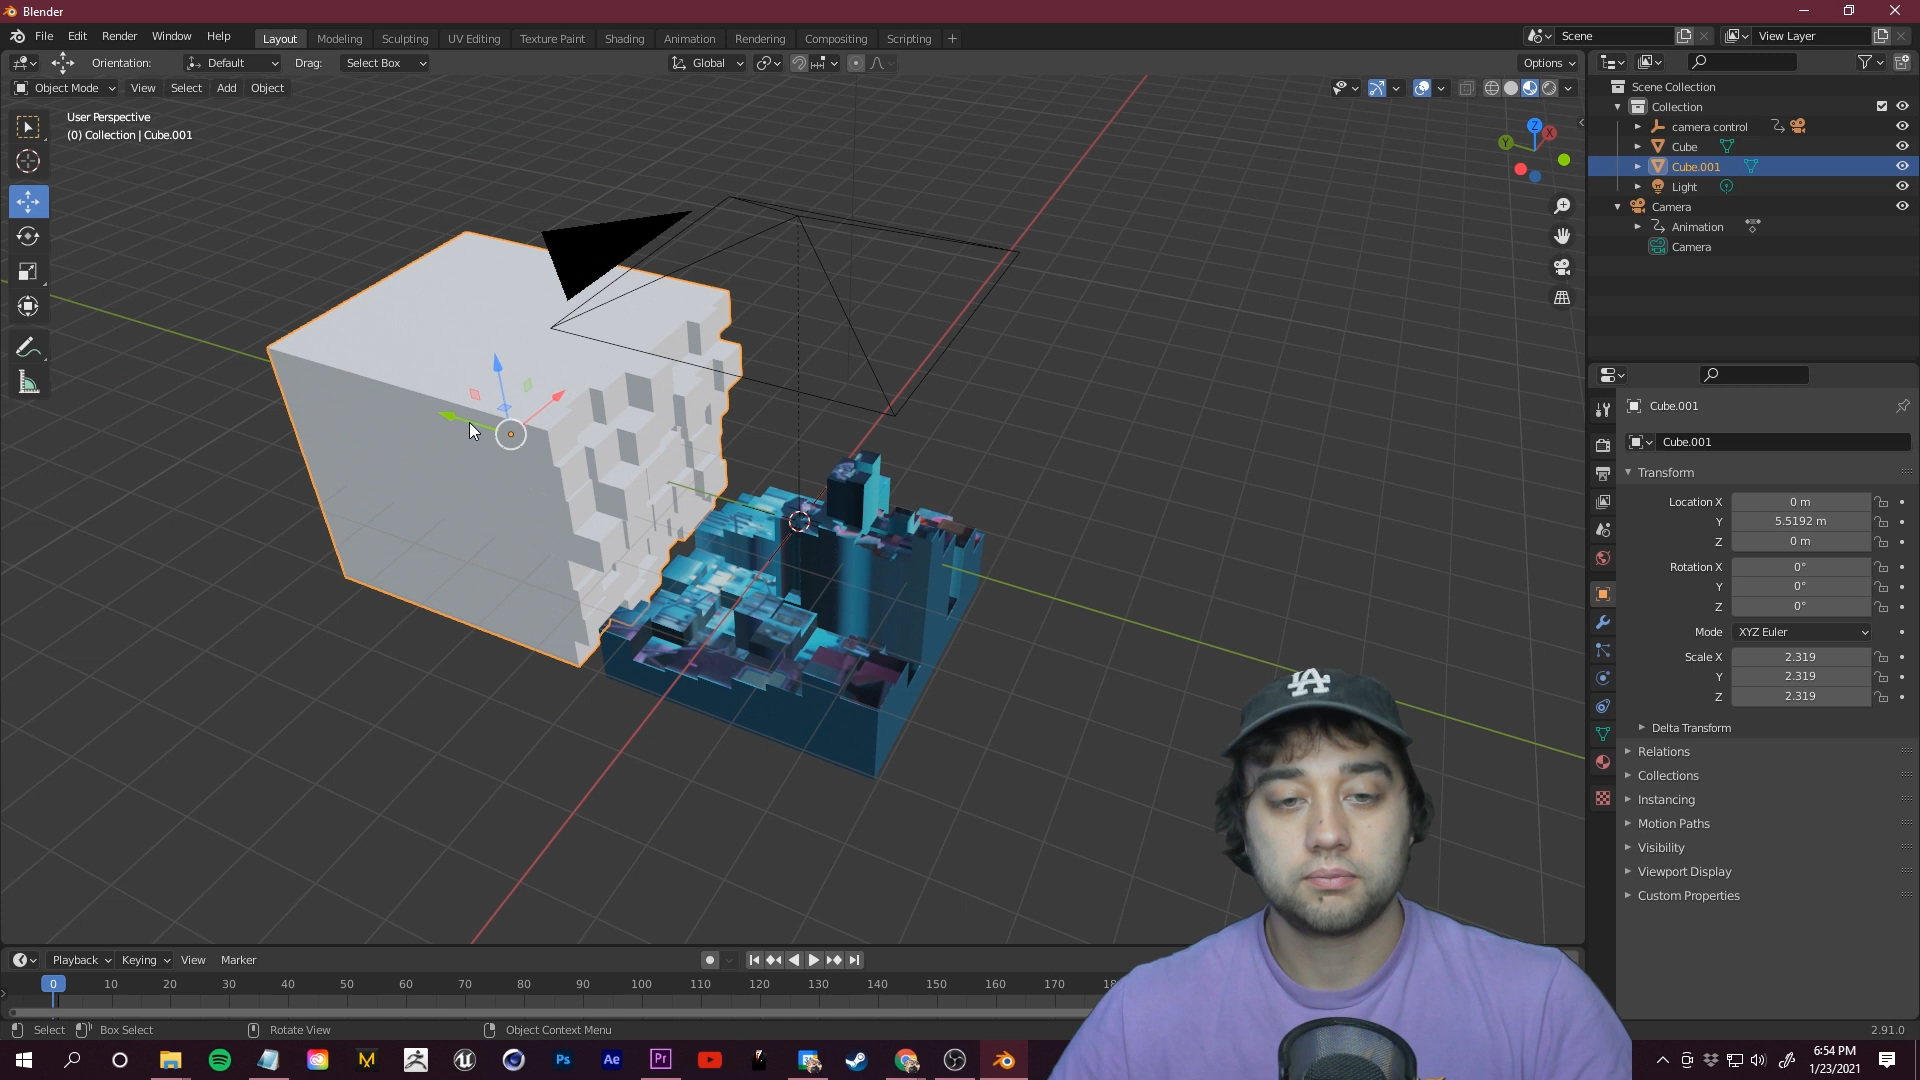 Blender
File Edit Render Window Help
Layout Modeling Sculpting UV Editing Texture Paint Shading Animation Rendering Compositing Scripting +
Scene
View Layer
Orientation: Default Drag: Select Box
Global
Options
Object Mode View Select Add Object
User Perspective
(0) Collection | Cube.001
Z
X
Y
Scene Collection
Collection
camera control
Cube
Cube.001
Light
Camera
Animation
Camera
Cube.001
Cube.001
Transform
Location X 0 m
Y 5.5192 m
Z 0 m
Rotation X 0°
Y 0°
Z 0°
Mode XYZ Euler
Scale X 2.319
Y 2.319
Z 2.319
Delta Transform
Relations
Collections
Instancing
Motion Paths
Visibility
Viewport Display
Custom Properties
LA
Playback Keying View Marker
0 10 20 30 40 50 60 70 80 90 100 110 120 130 140 150 160 170
Select Box Select Rotate View Object Context Menu
2.91.0
M
Ps Ae Pr
6:54 PM
1/23/2021